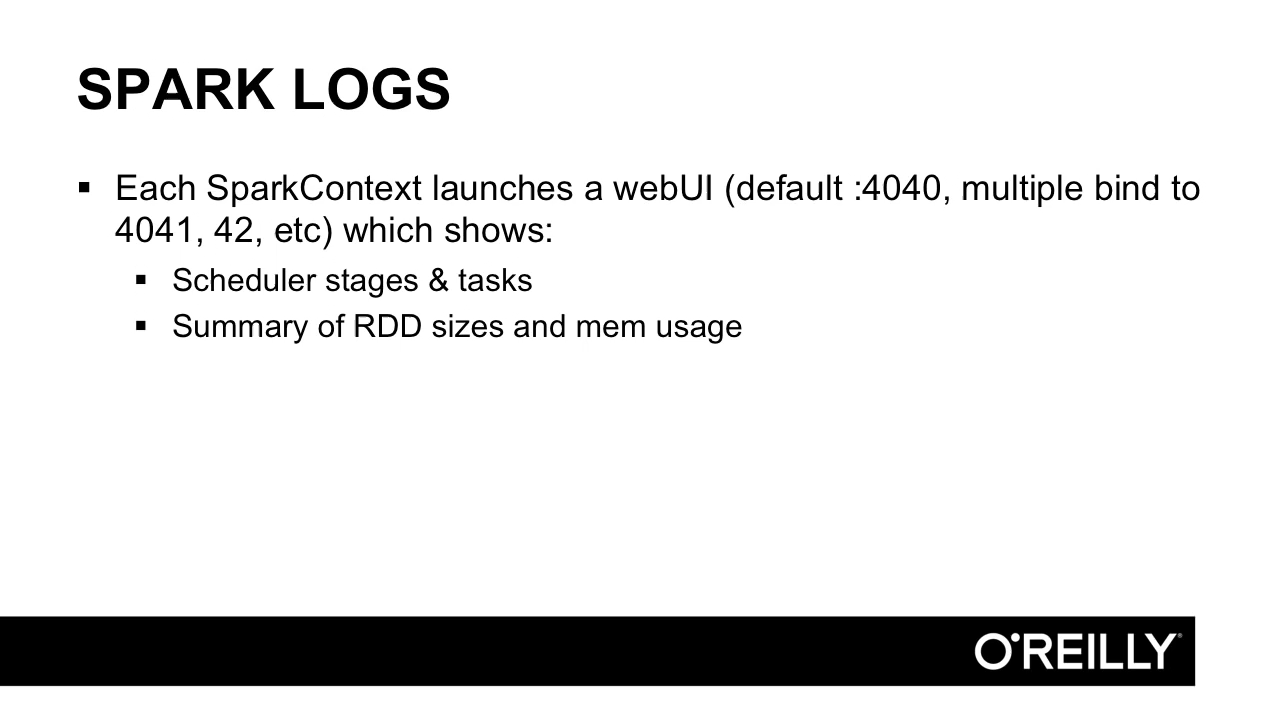 SPARK LOGS
▪ Each SparkContext launches a webUI (default :4040, multiple bind to
4041, 42, etc) which shows:
▪ Scheduler stages & tasks
▪ Summary of RDD sizes and mem usage
O'REILLY®